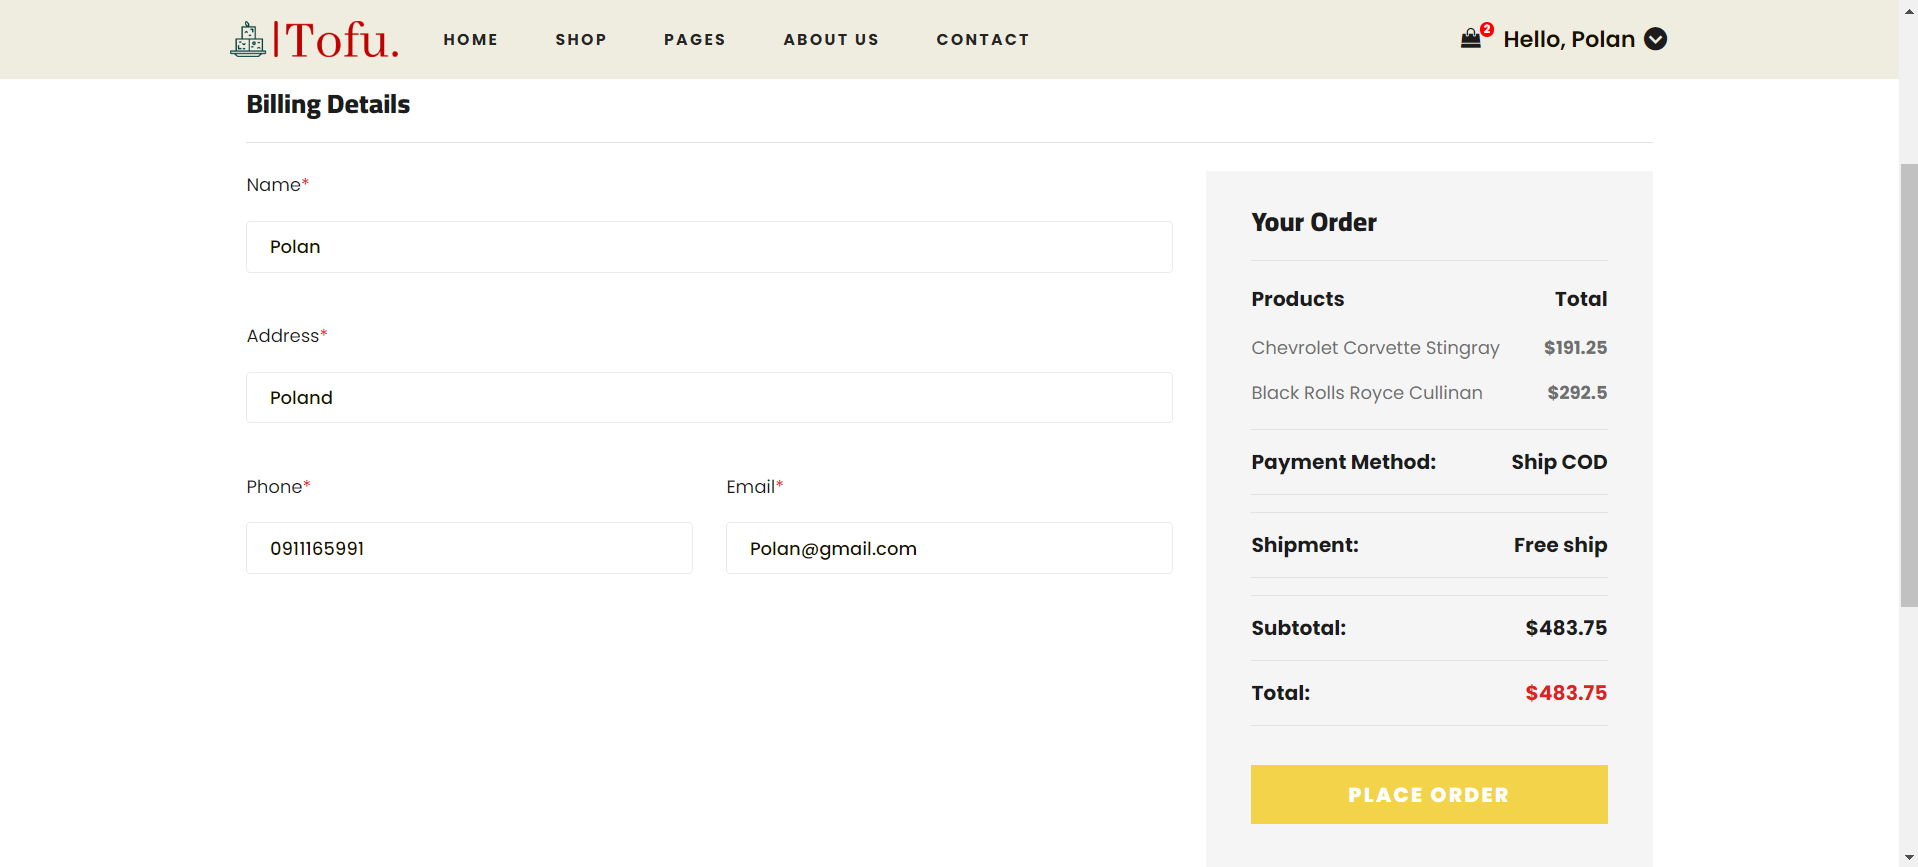 |Tofu. HOME SHOP PAGES ABOUT US CONTACT 2 Hello, Polan
Billing Details
Name*
Polan
Address*
Poland
Phone* Email*
0911165991 Polan@gmail.com
Your Order
Products Total
Chevrolet Corvette Stingray $191.25
Black Rolls Royce Cullinan $292.5
Payment Method: Ship COD
Shipment: Free ship
Subtotal: $483.75
Total: $483.75
PLACE ORDER